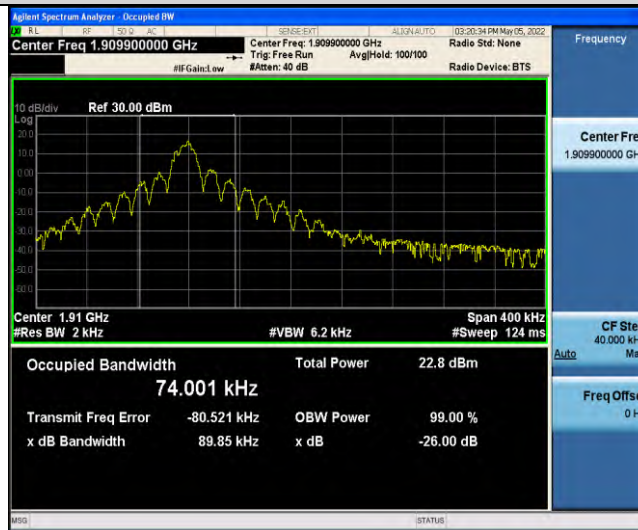 Agilent Spectrum Analyzer - Occupied BW
RL RF 50 Ω AC SENSE:EXT ALIGN AUTO 03:20:34 PM May 05, 2022
Center Freq 1.909900000 GHz
Center Freq: 1.909900000 GHz
Radio Std: None
Trig: Free Run Avg|Hold: 100/100
#IFGain:Low
#Atten: 40 dB
Radio Device: BTS
10 dB/div Ref 30.00 dBm
Log
20.0
10.0
0.00
-10.0
-20.0
-30.0
-40.0
-50.0
-60.0
Center 1.91 GHz
Span 400 kHz
#Res BW 2 kHz
#VBW 6.2 kHz
#Sweep 124 ms
Occupied Bandwidth
Total Power 22.8 dBm
74.001 kHz
Transmit Freq Error -80.521 kHz
OBW Power 99.00 %
x dB Bandwidth 89.85 kHz
x dB -26.00 dB
Frequency
Center Fre
1.909900000 GH
CF Ste
40.000 kH
Auto Ma
Freq Offs
0 H
MSG
STATUS